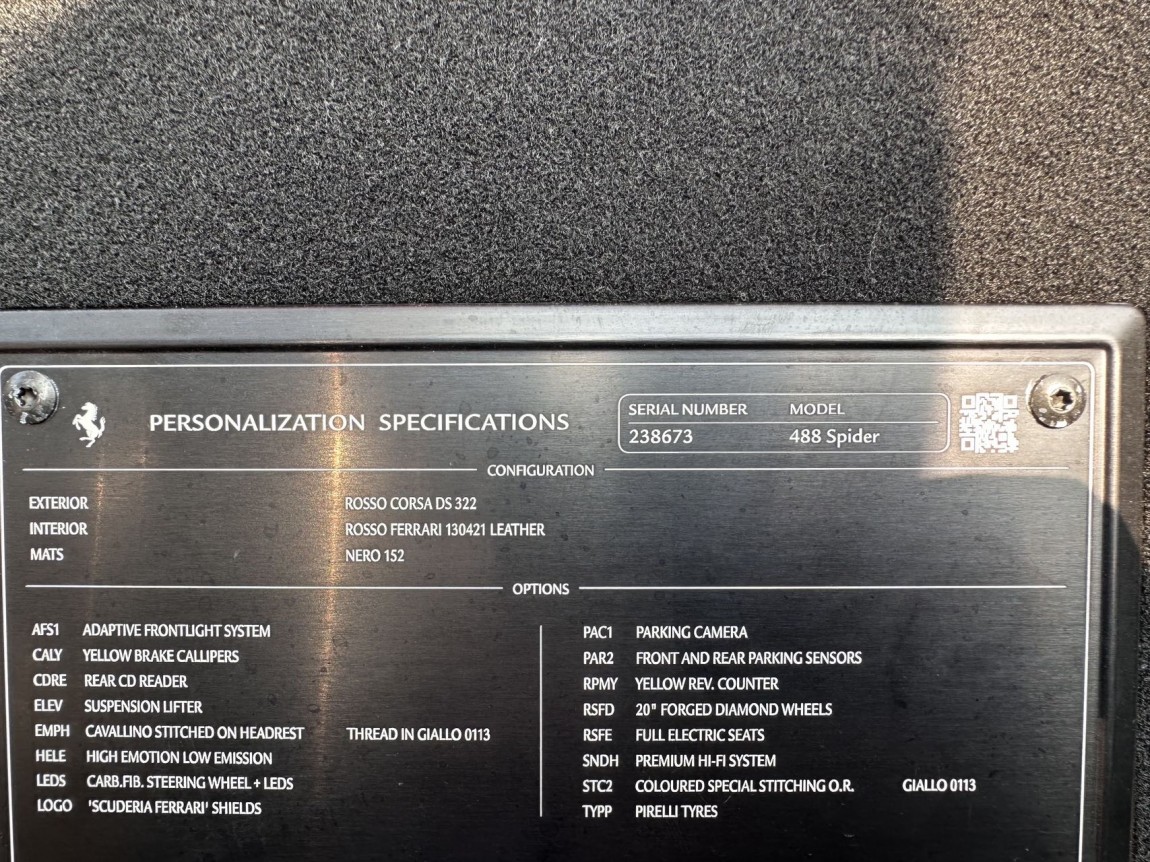 PERSONALIZATION SPECIFICATIONS
SERIAL NUMBER MODEL
238673 488 Spider
CONFIGURATION
EXTERIOR ROSSO CORSA DS 322
INTERIOR ROSSO FERRARI 130421 LEATHER
MATS NERO 152
OPTIONS
AFS1 ADAPTIVE FRONTLIGHT SYSTEM
CALY YELLOW BRAKE CALLIPERS
CDRE REAR CD READER
ELEV SUSPENSION LIFTER
EMPH CAVALLINO STITCHED ON HEADREST THREAD IN GIALLO 0113
HELE HIGH EMOTION LOW EMISSION
LEDS CARB.FIB. STEERING WHEEL + LEDS
LOGO 'SCUDERIA FERRARI' SHIELDS
PAC1 PARKING CAMERA
PAR2 FRONT AND REAR PARKING SENSORS
RPMY YELLOW REV. COUNTER
RSFD 20" FORGED DIAMOND WHEELS
RSFE FULL ELECTRIC SEATS
SNDH PREMIUM HI-FI SYSTEM
STC2 COLOURED SPECIAL STITCHING O.R. GIALLO 0113
TYPP PIRELLI TYRES